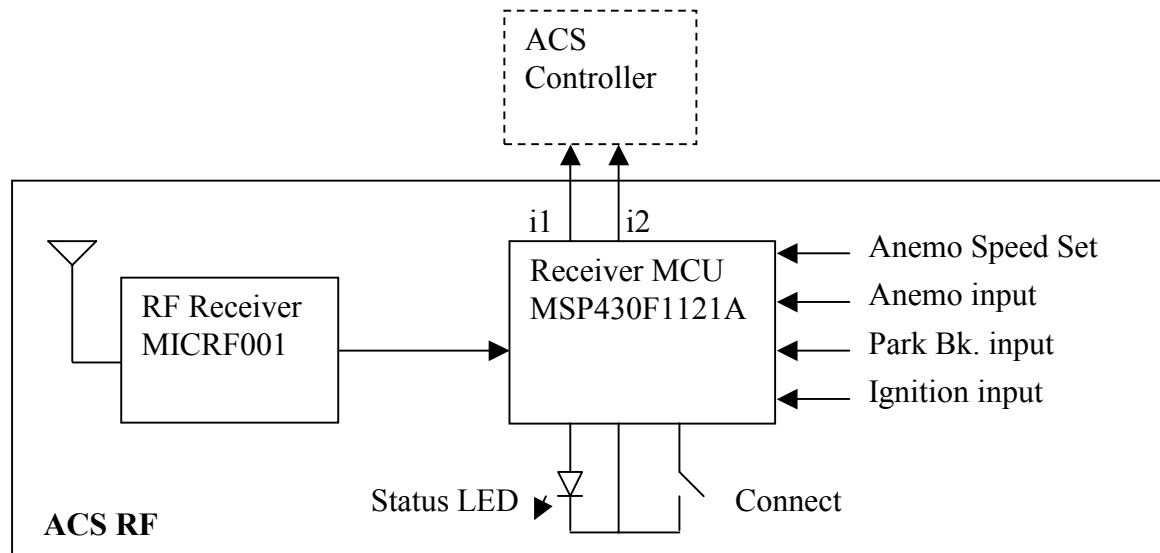 ACS
Controller
i1
i2
RF Receiver
MICRF001
Receiver MCU
MSP430F1121A
Anemo Speed Set
Anemo input
Park Bk. input
Ignition input
Status LED
Connect
ACS RF